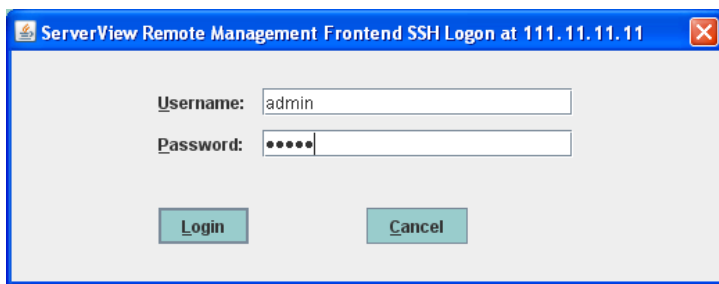 ServerView Remote Management Frontend SSH Logon at 111.11.11.11
Username: admin
Password: •••••
Login Cancel